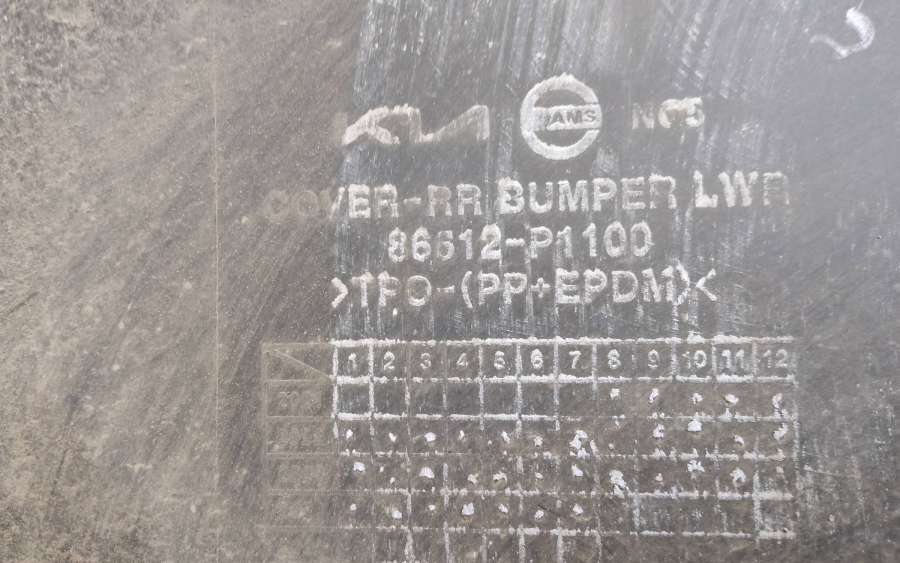 KIA AMS NC5
COVER-RR BUMPER LWR
86612-P1100
>TPO-(PP+EPDM)<
1 2 3 4 5 6 7 8 9 10 11 12